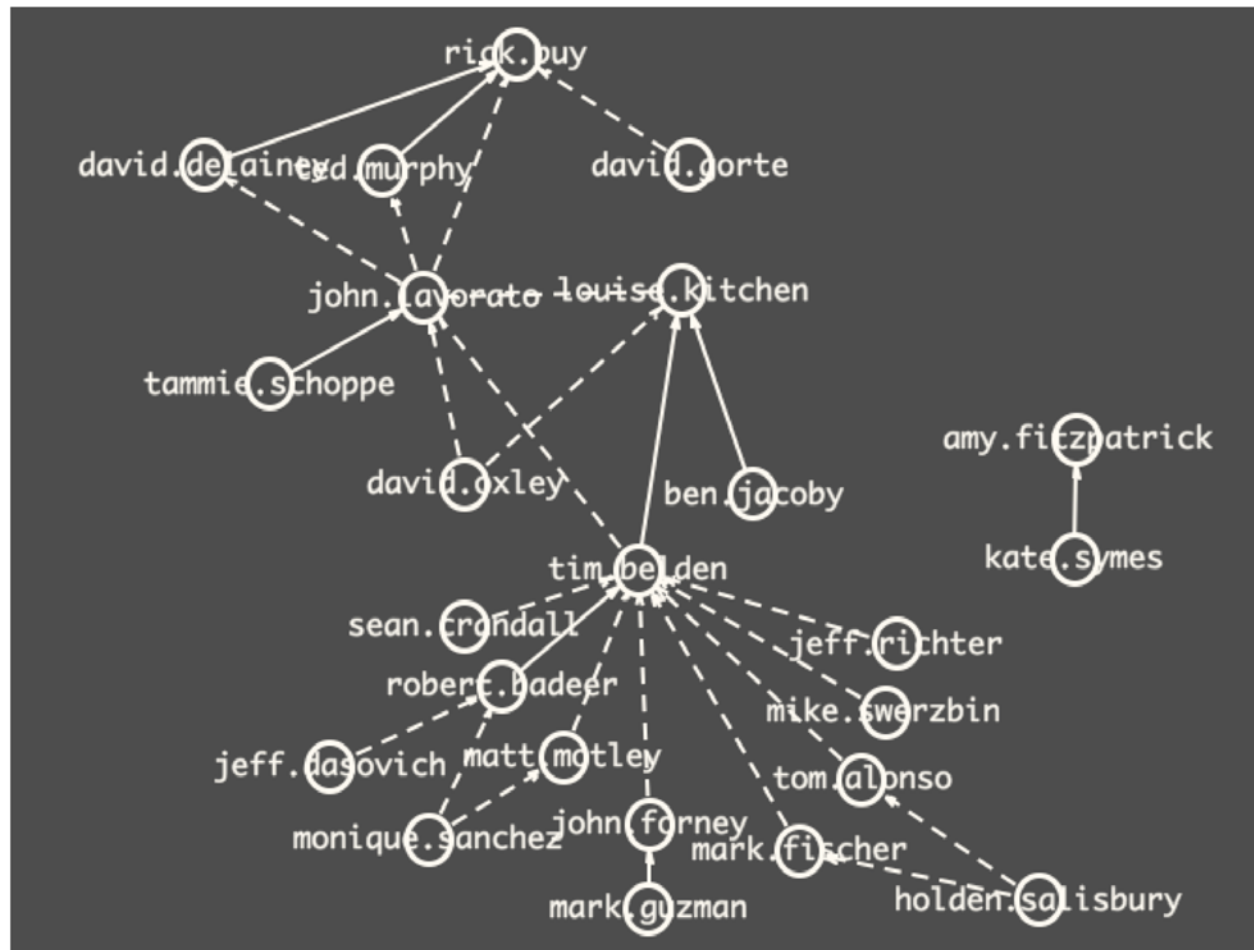 rick.buy
david.delainey
ted.murphy
david.gorte
john.lavorato
louise.kitchen
tammie.schoppe
amy.fitzpatrick
david.oxley
ben.jacoby
kate.symes
tim.belden
sean.crandall
jeff.richter
robert.badeer
mike.swerzbin
jeff.dasovich
matt.motley
tom.alonso
monique.sanchez
john.forney
mark.fischer
mark.guzman
holden.salisbury